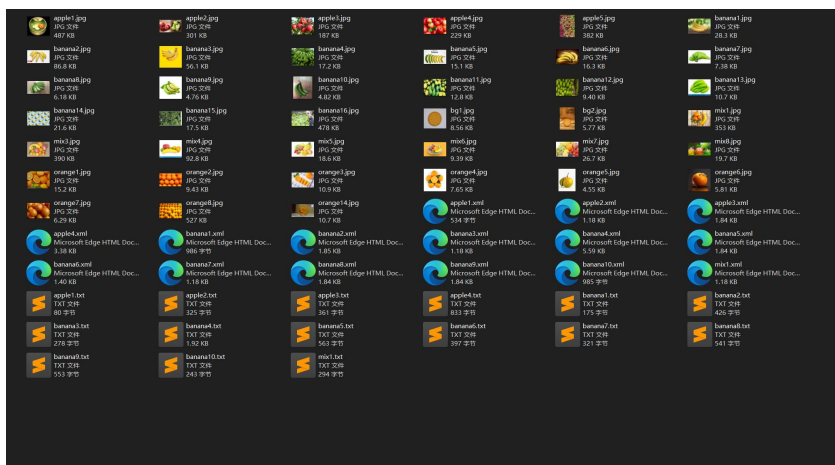 apple1.jpg
JPG 文件
487 KB
apple2.jpg
JPG 文件
301 KB
apple3.jpg
JPG 文件
187 KB
apple4.jpg
JPG 文件
229 KB
apple5.jpg
JPG 文件
382 KB
banana1.jpg
JPG 文件
28.3 KB
banana2.jpg
JPG 文件
86.8 KB
banana3.jpg
JPG 文件
56.1 KB
banana4.jpg
JPG 文件
17.2 KB
banana5.jpg
JPG 文件
15.1 KB
banana6.jpg
JPG 文件
16.3 KB
banana7.jpg
JPG 文件
7.38 KB
banana8.jpg
JPG 文件
6.18 KB
banana9.jpg
JPG 文件
4.76 KB
banana10.jpg
JPG 文件
4.82 KB
banana11.jpg
JPG 文件
12.8 KB
banana12.jpg
JPG 文件
9.40 KB
banana13.jpg
JPG 文件
10.7 KB
banana14.jpg
JPG 文件
21.6 KB
banana15.jpg
JPG 文件
17.5 KB
banana16.jpg
JPG 文件
478 KB
bg1.jpg
JPG 文件
8.56 KB
bg2.jpg
JPG 文件
5.77 KB
mix1.jpg
JPG 文件
353 KB
mix3.jpg
JPG 文件
390 KB
mix4.jpg
JPG 文件
92.8 KB
mix5.jpg
JPG 文件
18.6 KB
mix6.jpg
JPG 文件
9.39 KB
mix7.jpg
JPG 文件
26.7 KB
mix8.jpg
JPG 文件
19.7 KB
orange1.jpg
JPG 文件
15.2 KB
orange2.jpg
JPG 文件
9.43 KB
orange3.jpg
JPG 文件
10.9 KB
orange4.jpg
JPG 文件
7.65 KB
orange5.jpg
JPG 文件
4.55 KB
orange6.jpg
JPG 文件
5.81 KB
orange7.jpg
JPG 文件
6.29 KB
orange8.jpg
JPG 文件
527 KB
orange14.jpg
JPG 文件
10.7 KB
apple1.xml
Microsoft Edge HTML Doc...
534 字节
apple2.xml
Microsoft Edge HTML Doc...
1.18 KB
apple3.xml
Microsoft Edge HTML Doc...
1.84 KB
apple4.xml
Microsoft Edge HTML Doc...
3.38 KB
banana1.xml
Microsoft Edge HTML Doc...
986 字节
banana2.xml
Microsoft Edge HTML Doc...
1.85 KB
banana3.xml
Microsoft Edge HTML Doc...
1.18 KB
banana4.xml
Microsoft Edge HTML Doc...
5.59 KB
banana5.xml
Microsoft Edge HTML Doc...
1.84 KB
banana6.xml
Microsoft Edge HTML Doc...
1.40 KB
banana7.xml
Microsoft Edge HTML Doc...
1.18 KB
banana8.xml
Microsoft Edge HTML Doc...
1.84 KB
banana9.xml
Microsoft Edge HTML Doc...
1.84 KB
banana10.xml
Microsoft Edge HTML Doc...
985 字节
mix1.xml
Microsoft Edge HTML Doc...
1.18 KB
apple1.txt
TXT 文件
80 字节
apple2.txt
TXT 文件
325 字节
apple3.txt
TXT 文件
361 字节
apple4.txt
TXT 文件
833 字节
banana1.txt
TXT 文件
175 字节
banana2.txt
TXT 文件
426 字节
banana3.txt
TXT 文件
278 字节
banana4.txt
TXT 文件
1.92 KB
banana5.txt
TXT 文件
563 字节
banana6.txt
TXT 文件
397 字节
banana7.txt
TXT 文件
321 字节
banana8.txt
TXT 文件
541 字节
banana9.txt
TXT 文件
553 字节
banana10.txt
TXT 文件
243 字节
mix1.txt
TXT 文件
294 字节